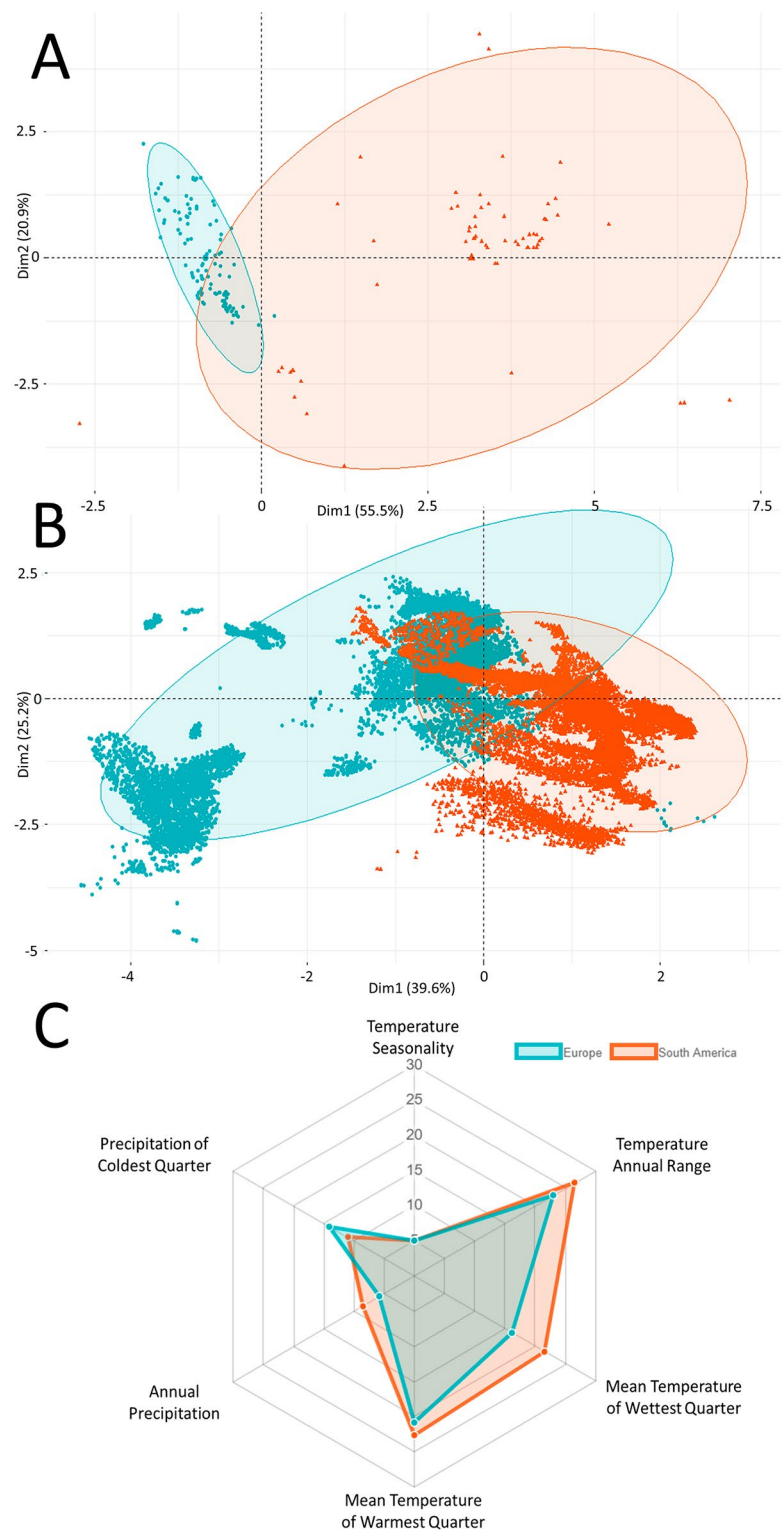 A
2.5
0
-2.5
Dim2 (20.9%)
-2.5
0
2.5
5
7.5
Dim1 (55.5%)
B
2.5
0
-2.5
-5
Dim2 (25.2%)
-4
-2
0
2
Dim1 (39.6%)
C
Temperature
Seasonality
Europe
South America
30
25
20
15
10
5
Precipitation of
Coldest Quarter
Temperature
Annual Range
Annual
Precipitation
Mean Temperature
of Wettest Quarter
Mean Temperature
of Warmest Quarter